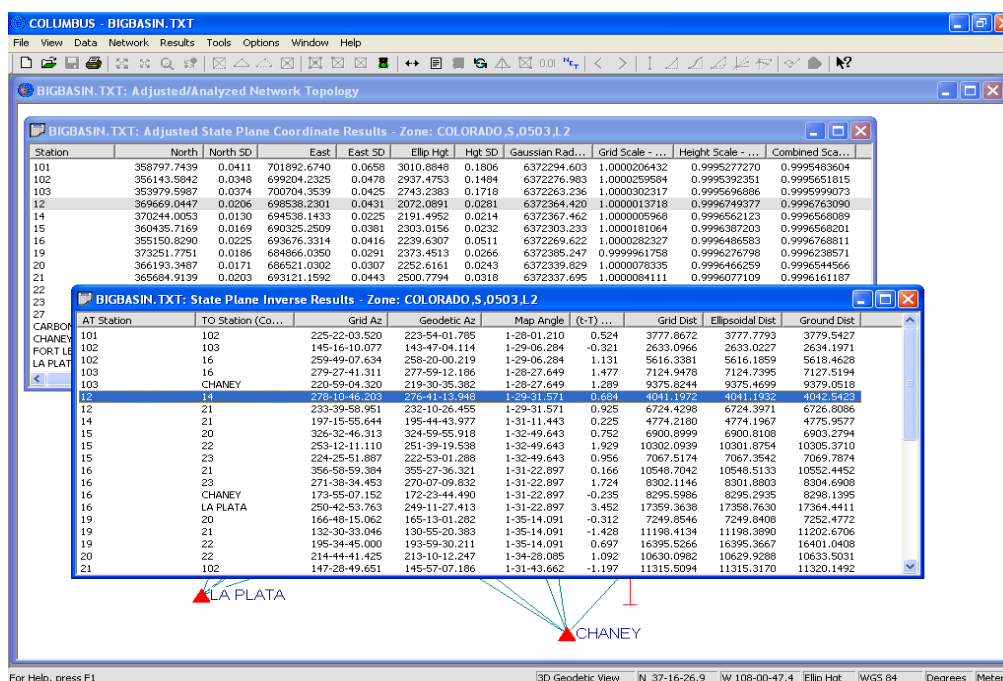 COLUMBUS - BIGBASIN.TXT
File View Data Network Results Tools Options Window Help
BIGBASIN.TXT: Adjusted/Analyzed Network Topology
BIGBASIN.TXT: Adjusted State Plane Coordinate Results - Zone: COLORADO,S,0503,L2
Station North North SD East East SD Ellip Hgt Hgt SD Gaussian Rad... Grid Scale - ... Height Scale - ... Combined Sca...
101 358797.7439 0.0411 701892.6740 0.0658 3010.8848 0.1806 6372294.603 1.0000206432 0.9995277270 0.9995483604
102 356143.5842 0.0348 699204.2325 0.0478 2937.4753 0.1484 6372276.983 1.0000259584 0.9995392351 0.9995651815
103 353979.5987 0.0374 700704.3539 0.0425 2743.2383 0.1718 6372263.236 1.0000302317 0.9995696886 0.9995999073
12 369669.0447 0.0206 698538.2301 0.0431 2072.0891 0.0281 6372364.420 1.0000013718 0.9996749377 0.9996763090
14 370244.0053 0.0130 694538.1433 0.0225 2191.4952 0.0214 6372367.462 1.0000005968 0.9996562123 0.9996568089
15 360435.7169 0.0169 690325.2509 0.0381 2303.0156 0.0232 6372303.233 1.0000181064 0.9996387203 0.9996568201
16 355150.8290 0.0225 693676.3314 0.0416 2239.6307 0.0511 6372269.622 1.0000282327 0.9996486583 0.9996768811
19 373251.7751 0.0186 684866.0350 0.0291 2373.4513 0.0266 6372385.247 0.9999961758 0.9996276798 0.9996238571
20 366193.3487 0.0171 686521.0302 0.0307 2252.6161 0.0243 6372339.829 1.0000078335 0.9996466259 0.9996544566
21 365684.9139 0.0203 693121.1592 0.0443 2500.7794 0.0318 6372337.695 1.0000084111 0.9996077109 0.9996161187
22
23
27
CARBON
CHANEY
FORT LE
LA PLAT
BIGBASIN.TXT: State Plane Inverse Results - Zone: COLORADO,S,0503,L2
AT Station TO Station (Co... Grid Az Geodetic Az Map Angle (t-T) ... Grid Dist Ellipsoidal Dist Ground Dist
101 102 225-22-03.520 223-54-01.785 1-28-01.210 0.524 3777.8672 3777.7793 3779.5427
102 103 145-16-10.077 143-47-04.114 1-29-06.284 -0.321 2633.0966 2633.0227 2634.1971
102 16 259-49-07.634 258-20-00.219 1-29-06.284 1.131 5616.3381 5616.1859 5618.4628
103 16 279-27-41.311 277-59-12.186 1-28-27.649 1.477 7124.9478 7124.7395 7127.5194
103 CHANEY 220-59-04.320 219-30-35.382 1-28-27.649 1.289 9375.8244 9375.4699 9379.0518
12 14 278-10-46.203 276-41-13.948 1-29-31.571 0.684 4041.1972 4041.1932 4042.5423
12 21 233-39-58.951 232-10-26.455 1-29-31.571 0.925 6724.4298 6724.3971 6726.8086
14 21 197-15-55.644 195-44-43.977 1-31-11.443 0.225 4774.2180 4774.1967 4775.9577
15 20 326-32-46.313 324-59-55.918 1-32-49.643 0.752 6900.8999 6900.8108 6903.2794
15 22 253-12-11.110 251-39-19.538 1-32-49.643 1.929 10302.0939 10301.8754 10305.3710
15 23 224-25-51.887 222-53-01.288 1-32-49.643 0.956 7067.5174 7067.3542 7069.7874
16 21 356-58-59.384 355-27-36.321 1-31-22.897 0.166 10548.7042 10548.5133 10552.4452
16 23 271-38-34.453 270-07-09.832 1-31-22.897 1.724 8302.1146 8301.8803 8304.6908
16 CHANEY 173-55-07.152 172-23-44.490 1-31-22.897 -0.235 8295.5986 8295.2935 8298.1395
16 LA PLATA 250-42-53.763 249-11-27.413 1-31-22.897 3.452 17359.3638 17358.7630 17364.4411
19 20 166-48-15.062 165-13-01.282 1-35-14.091 -0.312 7249.8546 7249.8408 7252.4772
19 21 132-30-33.046 130-55-20.383 1-35-14.091 -1.428 11198.4134 11198.3890 11202.6706
19 22 195-34-45.000 193-59-30.211 1-35-14.091 0.697 16395.5266 16395.3667 16401.0408
20 22 214-44-41.425 213-10-12.247 1-34-28.085 1.092 10630.0982 10629.9288 10633.5031
21 102 147-28-49.651 145-57-07.186 1-31-43.662 -1.197 11315.5094 11315.3170 11320.1492
LA PLATA
CHANEY
For Help, press F1 3D Geodetic View N 37-16-26.9 W 108-00-47.4 Ellip Hgt WGS 84 Degrees Meter